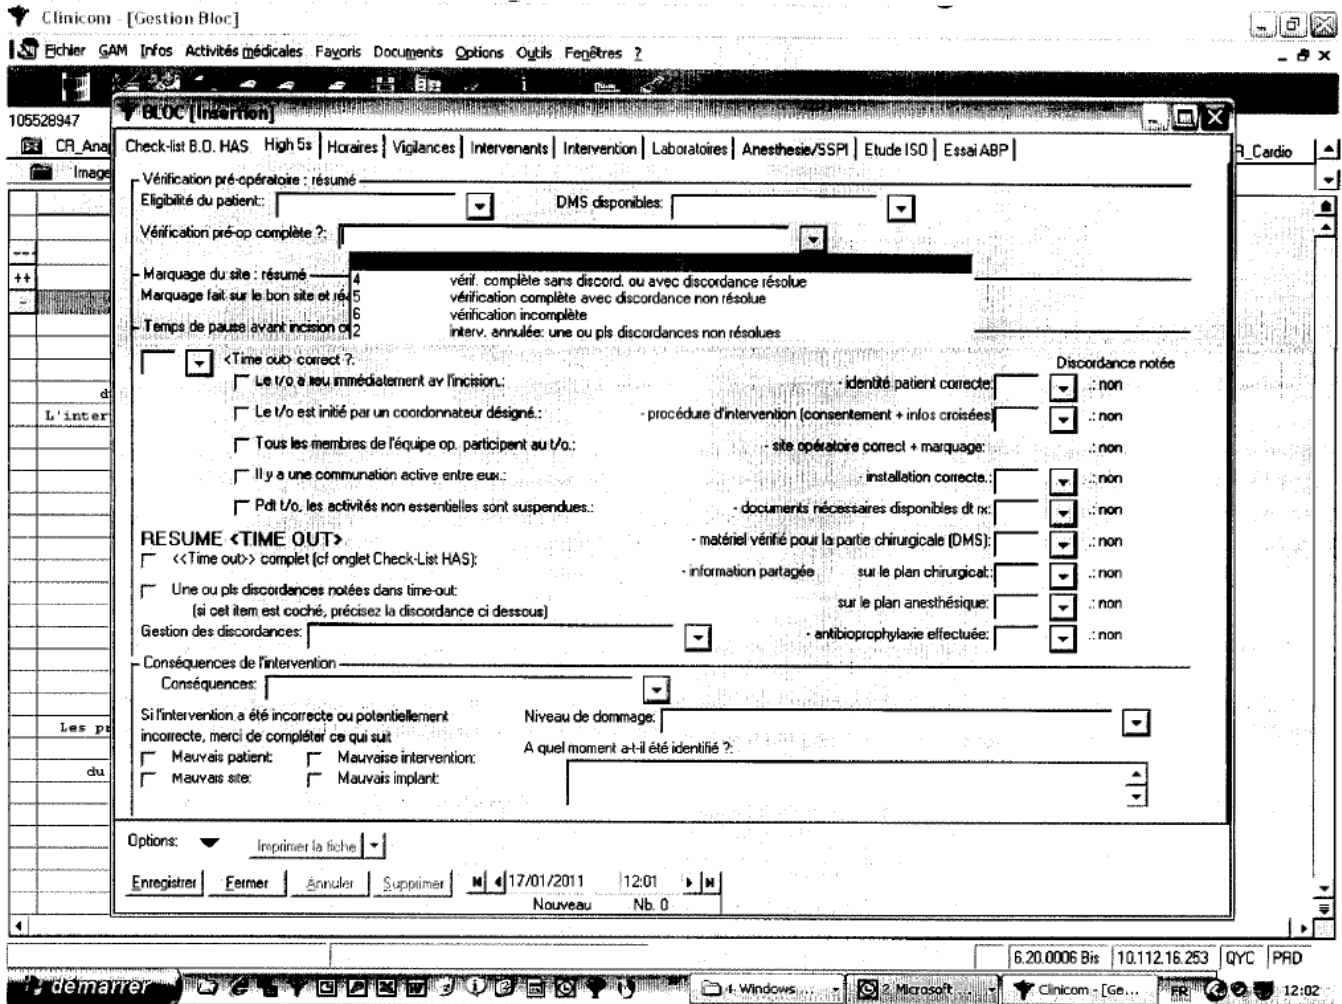 Clinicom - [Gestion Bloc]
Fichier GAM Infos Activités médicales Favoris Documents Options Outils Fenêtres ?
105528947
BLOC [Insertion]
CR_Ana
R_Cardio
Check-list B.O. HAS High 5s Horaires Vigilances Intervenants Intervention Laboratoires Anesthesie/SSPI Etude ISO Essai ABP
Image
Vérification pré-opératoire : résumé
Eligibilité du patient:: DMS disponibles:
Vérification pré-op complète ?:
Marquage du site : résumé
4 vérif. complète sans discord. ou avec discordance résolue
Marquage fait sur le bon site et ré
5 vérification complète avec discordance non résolue
6 vérification incomplète
Temps de pause avant incision o
2 interv. annulée: une ou pls discordances non résolues
<Time out> correct ?:
Discordance notée
Le t/o a lieu immédiatement av l'incision.: - identité patient correcte: .: non
L'inter
Le t/o est initié par un coordonnateur désigné.: - procédure d'intervention (consentement + infos croisées) .: non
Tous les membres de l'équipe op. participent au t/o.: - site opératoire correct + marquage: .: non
Il y a une communation active entre eux.: - installation correcte.: .: non
Pdt t/o, les activités non essentielles sont suspendues.: - documents nécessaires disponibles dt rx: .: non
RESUME <TIME OUT>
- matériel vérifié pour la partie chirurgicale (DMS): .: non
<<Time out>> complet (cf onglet Check-List HAS):
- information partagée sur le plan chirurgical:: .: non
Une ou pls discordances notées dans time-out:
(si cet item est coché, précisez la discordance ci dessous)
sur le plan anesthésique: .: non
Gestion des discordances:
- antibioprophylaxie effectuée: .: non
Conséquences de l'intervention
Conséquences:
Si l'intervention a été incorrecte ou potentiellement
incorrecte, merci de compléter ce qui suit
Niveau de dommage:
Les pr
Mauvais patient: Mauvaise intervention:
A quel moment a-t-il été identifié ?:
du
Mauvais site: Mauvais implant:
Options: Imprimer la fiche
Enregistrer Fermer Annuler Supprimer 17/01/2011 12:01
Nouveau Nb. 0
6.20.0006 Bis 10.112.16.253 QYC PRD
démarrer 4 Windows ... 2 Microsoft ... Clinicom - [Ge... FR 12:02